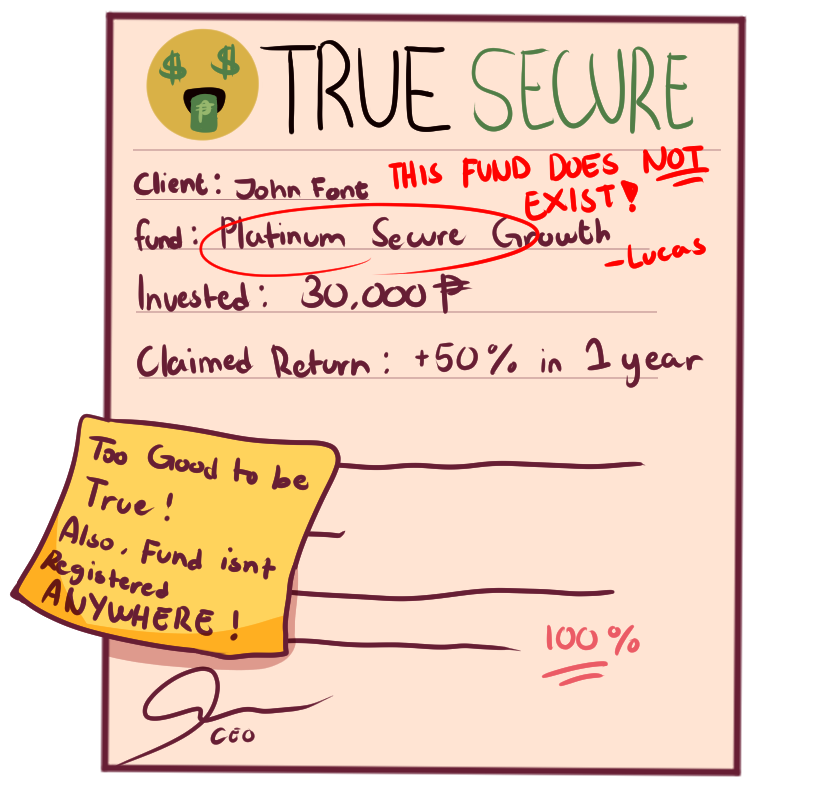 TRUE SECURE
Client: John Font
THIS FUND DOES NOT
EXIST!
fund: Platinum Secure Growth
-Lucas
Invested: 30.000 ₱
Claimed Return: +50% in 1 year
Too Good to be
True!
Also, Fund isnt
Registered
ANYWHERE!
100%
CEO